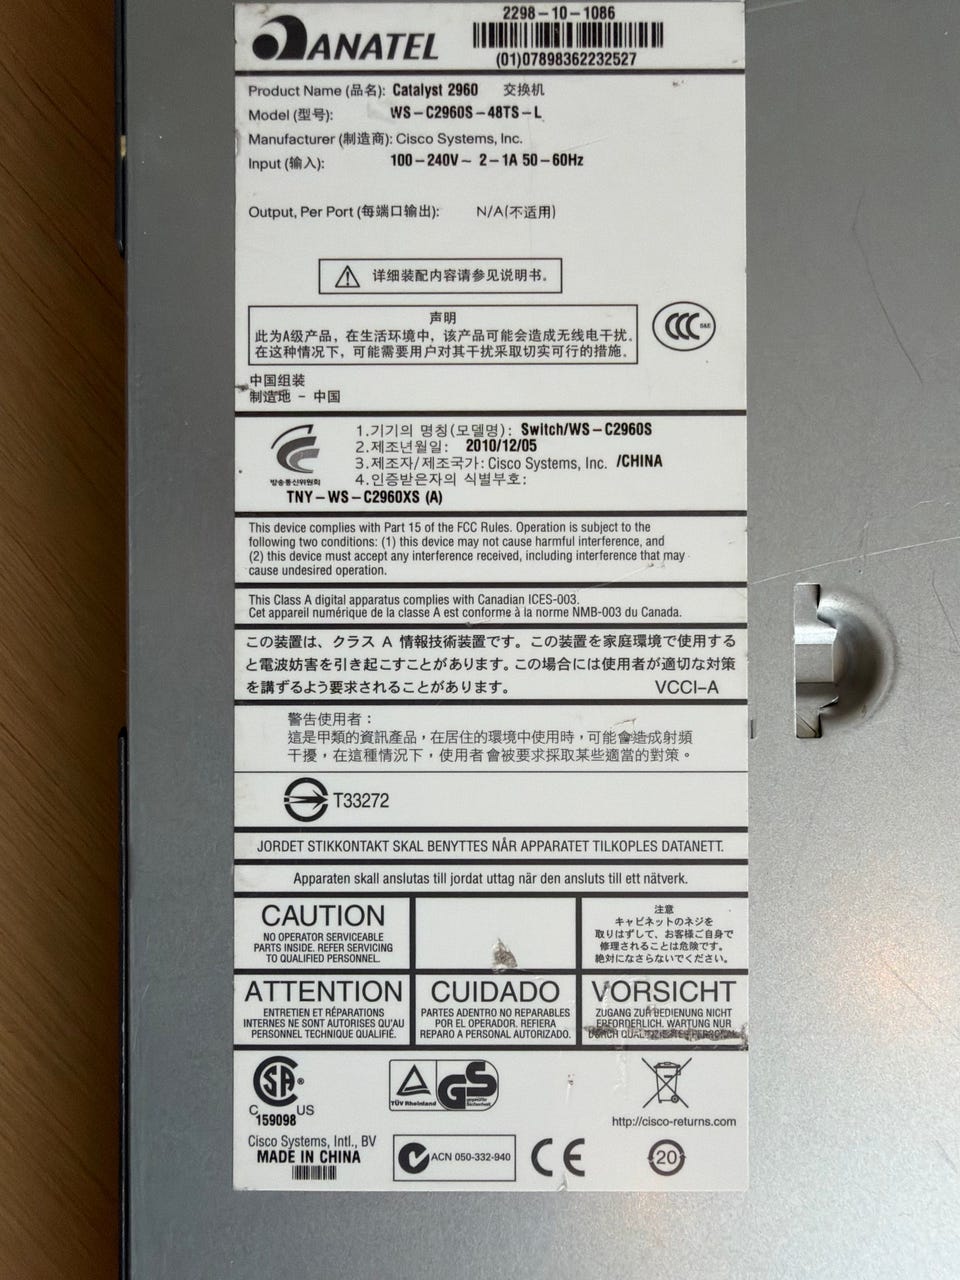 ANATEL
2298-10-1086
(01)07898362232527
Product Name (品名): Catalyst 2960 交换机
Model (型号): WS-C2960S-48TS-L
Manufacturer (制造商): Cisco Systems, Inc.
Input (输入): 100-240V~ 2-1A 50-60Hz
Output, Per Port (每端口输出): N/A(不适用)
详细装配内容请参见说明书。
声明
此为A级产品，在生活环境中，该产品可能会造成无线电干扰。
在这种情况下，可能需要用户对其干扰采取切实可行的措施。
CCC S&E
中国组装
制造地 - 中国
방송통신위원회
1.기기의 명칭(모델명): Switch/WS-C2960S
2.제조년월일: 2010/12/05
3.제조자/제조국가: Cisco Systems, Inc. /CHINA
4.인증받은자의 식별부호:
TNY-WS-C2960XS (A)
This device complies with Part 15 of the FCC Rules. Operation is subject to the
following two conditions: (1) this device may not cause harmful interference, and
(2) this device must accept any interference received, including interference that may
cause undesired operation.
This Class A digital apparatus complies with Canadian ICES-003.
Cet appareil numérique de la classe A est conforme à la norme NMB-003 du Canada.
この装置は、クラス A 情報技術装置です。この装置を家庭環境で使用する
と電波妨害を引き起こすことがあります。この場合には使用者が適切な対策
を講ずるよう要求されることがあります。 VCCI-A
警告使用者：
這是甲類的資訊產品，在居住的環境中使用時，可能會造成射頻
干擾，在這種情況下，使用者會被要求採取某些適當的對策。
T33272
JORDET STIKKONTAKT SKAL BENYTTES NÅR APPARATET TILKOPLES DATANETT.
Apparaten skall anslutas till jordat uttag när den ansluts till ett nätverk.
CAUTION
NO OPERATOR SERVICEABLE
PARTS INSIDE. REFER SERVICING
TO QUALIFIED PERSONNEL.
注意
キャビネットのネジを
取りはずして、お客様ご自身で
修理されることは危険です。
絶対になさらないでください。
ATTENTION
ENTRETIEN ET RÉPARATIONS
INTERNES NE SONT AUTORISES QU'AU
PERSONNEL TECHNIQUE QUALIFIÉ.
CUIDADO
PARTES ADENTRO NO REPARABLES
POR EL OPERADOR. REFIERA
REPARO A PERSONAL AUTORIZADO.
VORSICHT
ZUGANG ZUR BEDIENUNG NICHT
ERFORDERLICH. WARTUNG NUR
DURCH
SA ®
C US
159098
TÜV Rheinland
GS
geprüfte
Sicherheit
http://cisco-returns.com
Cisco Systems, Intl., BV
MADE IN CHINA
ACN 050-332-940
CE
20